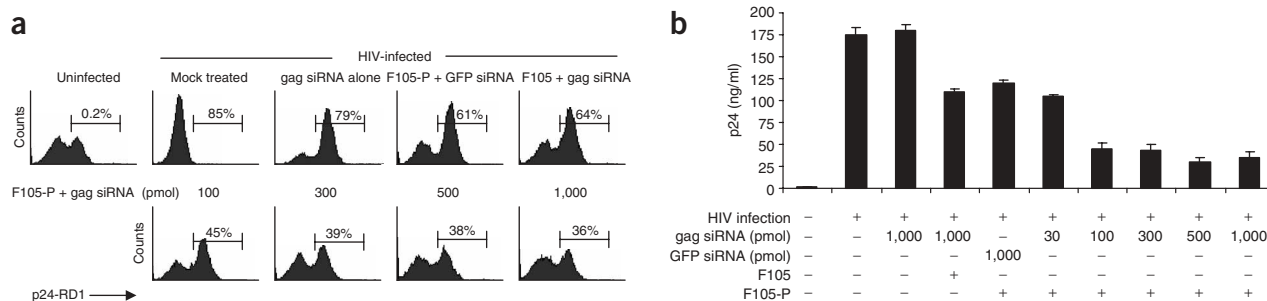 a
HIV-infected
Uninfected Mock treated gag siRNA alone F105-P + GFP siRNA F105 + gag siRNA
Counts
0.2% 85% 79% 61% 64%
F105-P + gag siRNA (pmol) 100 300 500 1,000
Counts
45% 39% 38% 36%
p24-RD1
b
p24 (ng/ml)
200
175
150
125
100
75
50
25
0
HIV infection – + + + + + + + + +
gag siRNA (pmol) – – 1,000 1,000 – 30 100 300 500 1,000
GFP siRNA (pmol) – – – – 1,000 – – – – –
F105 – – – + – – – – – –
F105-P – – – – + + + + + +